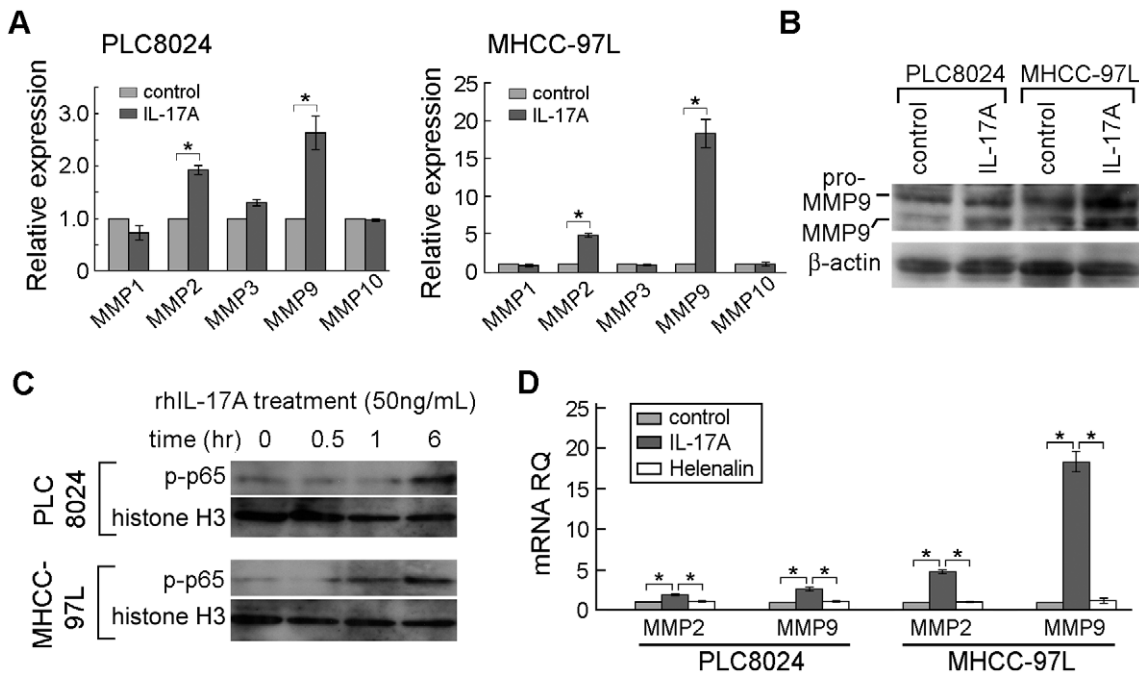 A
PLC8024
MHCC-97L
B
control
IL-17A
Relative expression
3.0
2.0
1.0
0
*
*
MMP1
MMP2
MMP3
MMP9
MMP10
control
IL-17A
Relative expression
25
20
15
10
5
0
*
*
MMP1
MMP2
MMP3
MMP9
MMP10
PLC8024 MHCC-97L
control
IL-17A
control
IL-17A
pro-
MMP9
MMP9
β-actin
C
rhIL-17A treatment (50ng/mL)
time (hr) 0 0.5 1 6
PLC
8024
p-p65
histone H3
MHCC-
97L
p-p65
histone H3
D
control
IL-17A
Helenalin
mRNA RQ
25
20
15
10
5
0
* *
* *
* *
* *
MMP2 MMP9 MMP2 MMP9
PLC8024 MHCC-97L